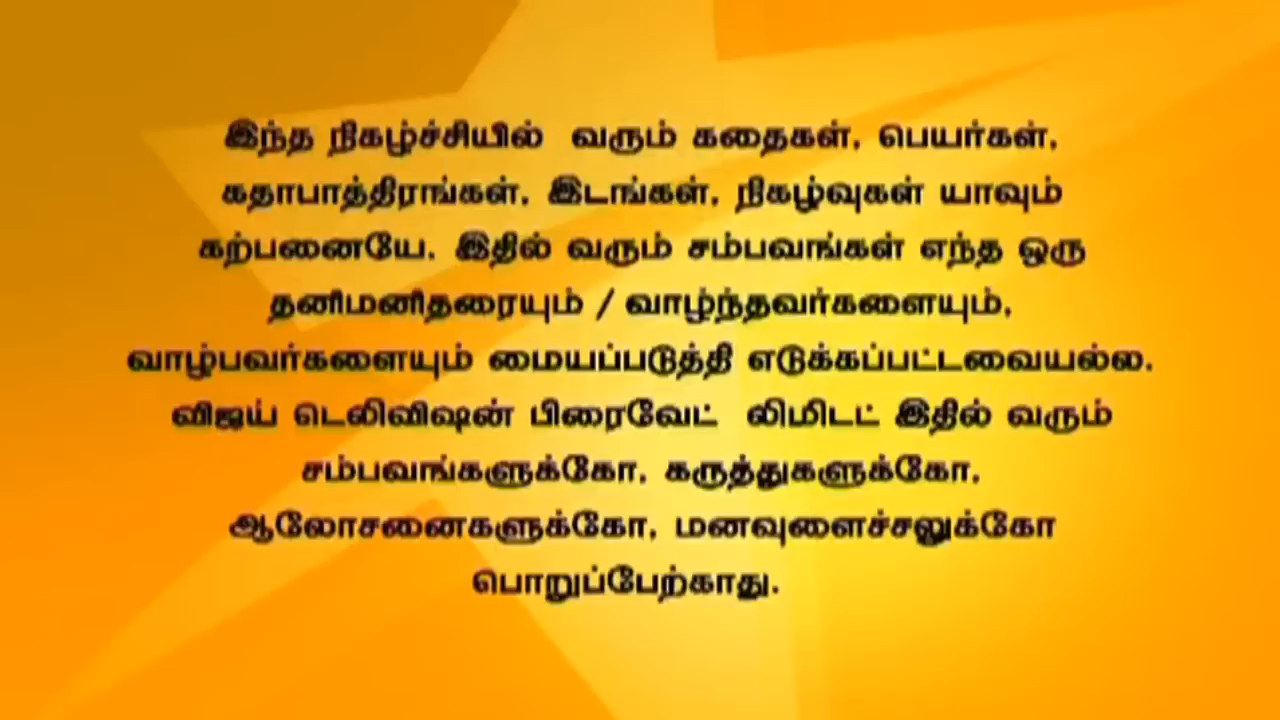 இந்த நிகழ்ச்சியில் வரும் கதைகள், பெயர்கள்,
கதாபாத்திரங்கள், இடங்கள், நிகழ்வுகள் யாவும்
கற்பனையே. இதில் வரும் சம்பவங்கள் எந்த ஒரு
தனிமனிதரையும் / வாழ்ந்தவர்களையும்,
வாழ்பவர்களையும் மையப்படுத்தி எடுக்கப்பட்டவையல்ல.
விஜய் டெலிவிஷன் பிரைவேட் லிமிடட் இதில் வரும்
சம்பவங்களுக்கோ, கருத்துகளுக்கோ,
ஆலோசனைகளுக்கோ, மனவுளைச்சலுக்கோ
பொறுப்பேற்காது.